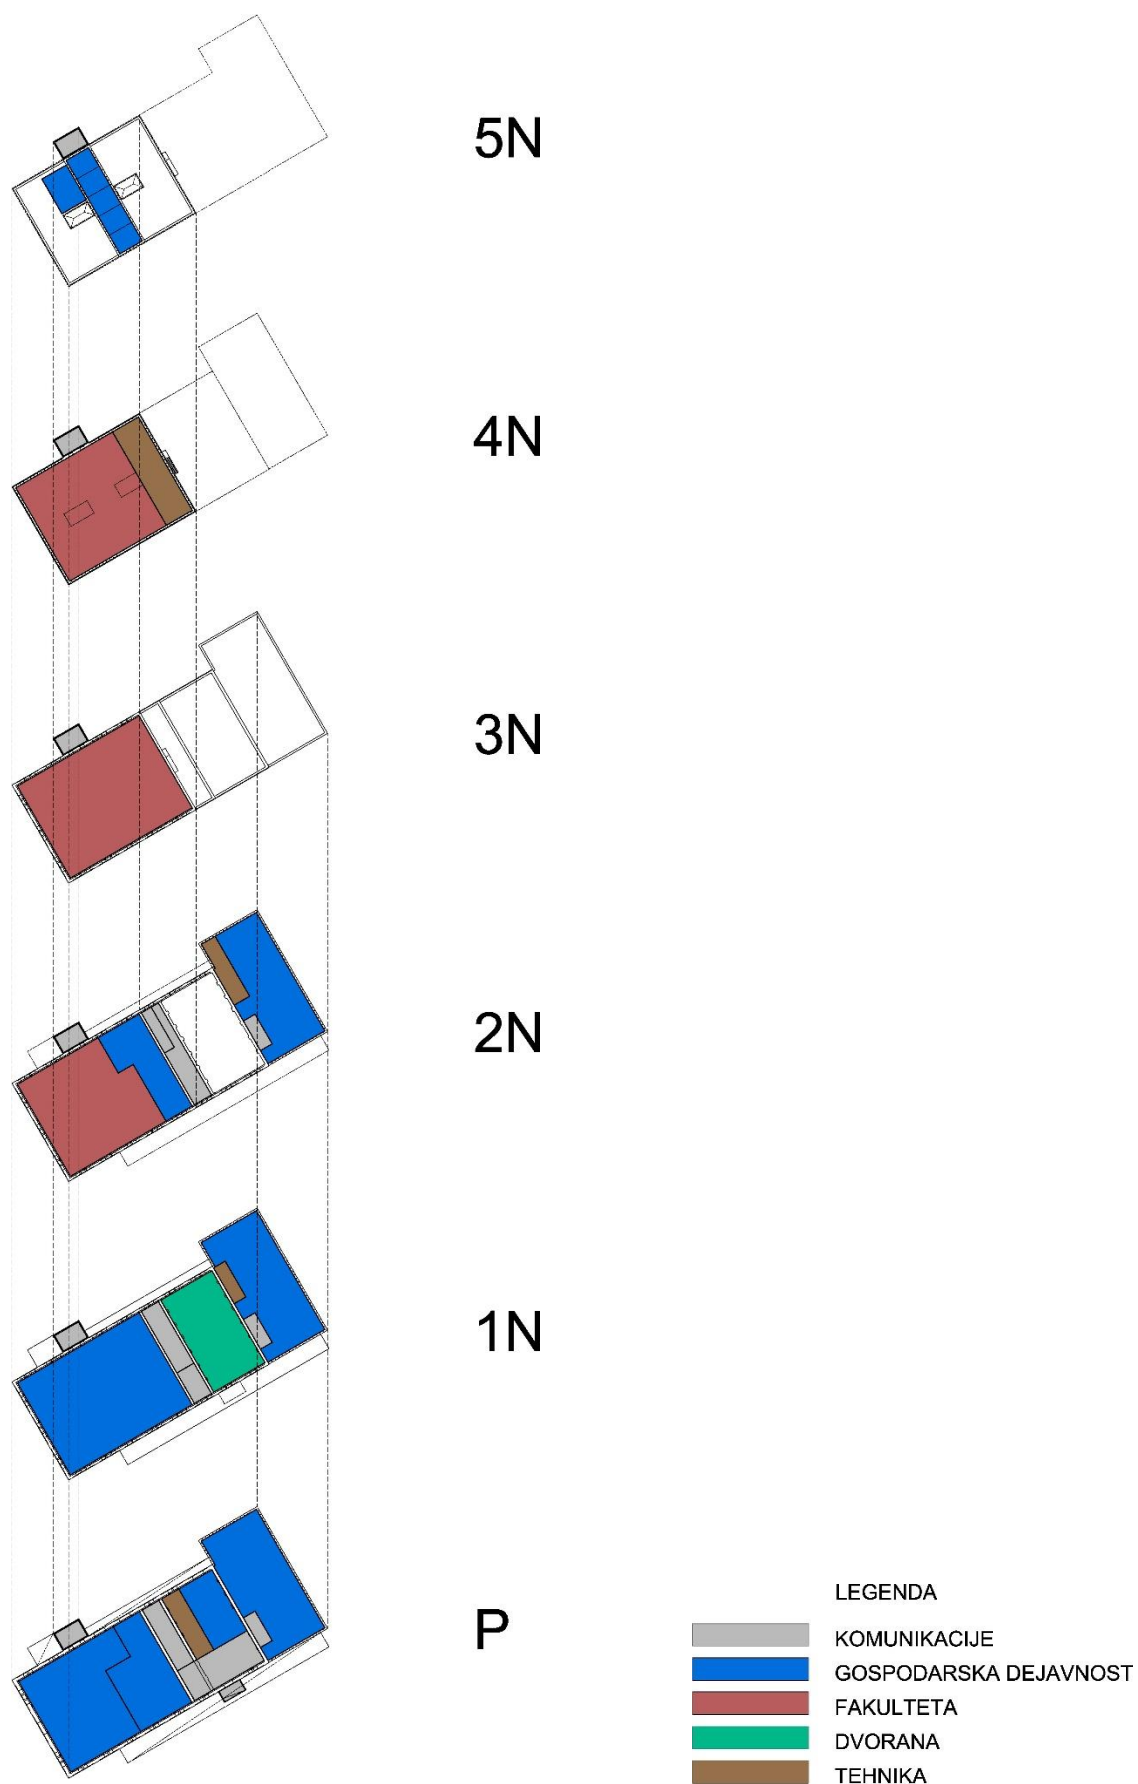 5N
4N
3N
2N
1N
P
LEGENDA
KOMUNIKACIJE
GOSPODARSKA DEJAVNOST
FAKULTETA
DVORANA
TEHNIKA